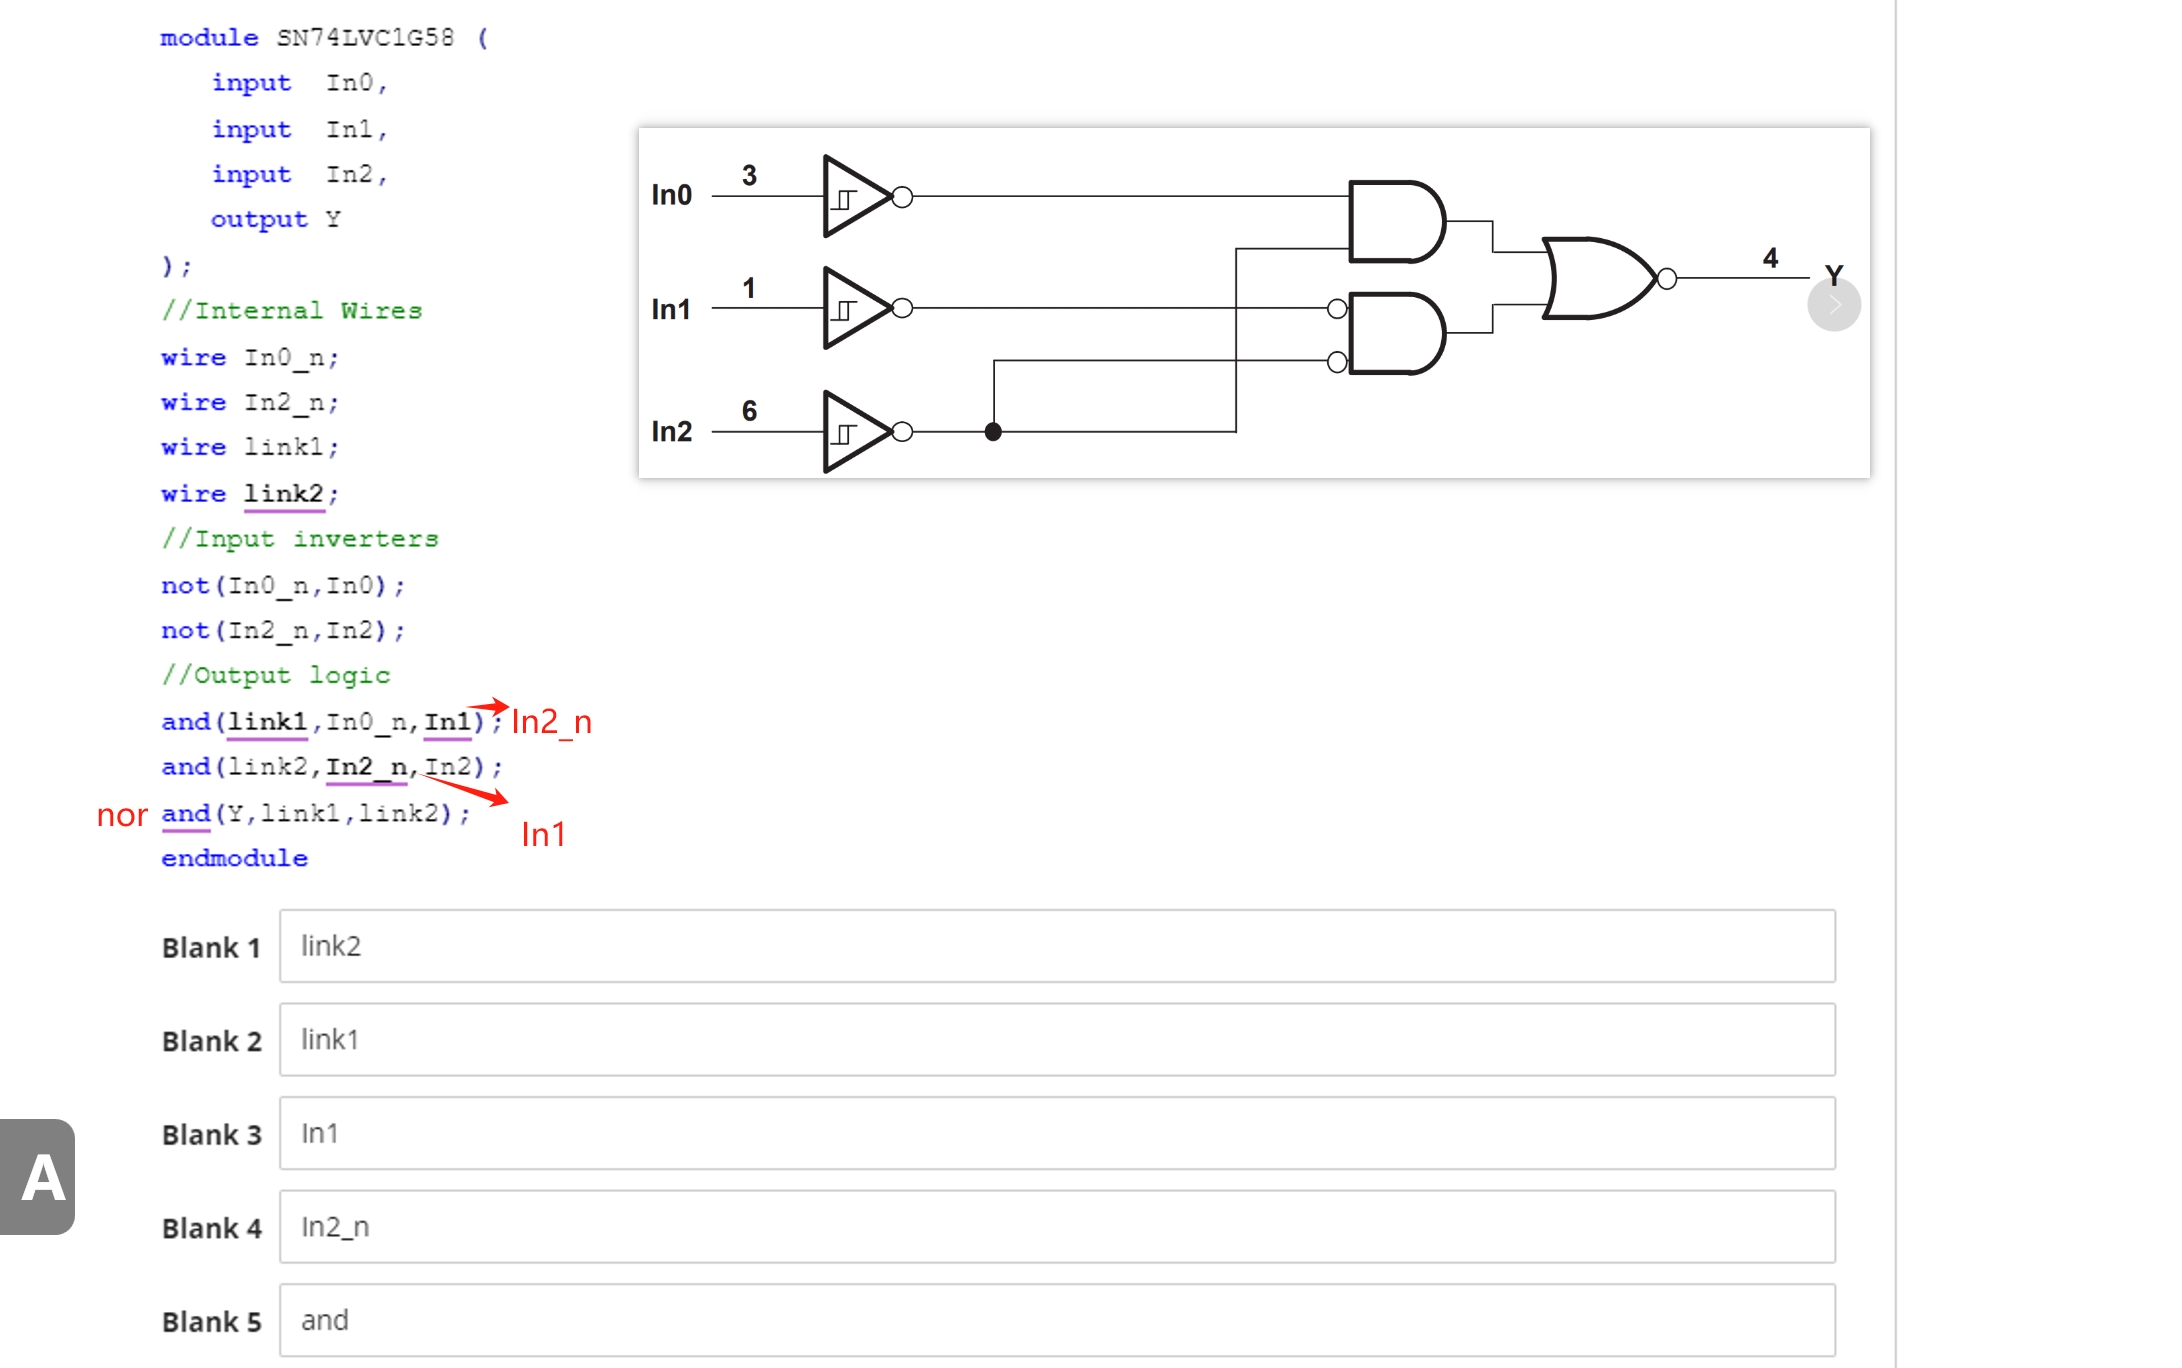 module SN74LVC1G58 (
input In0,
input In1,
input In2,
output Y
);
//Internal Wires
wire In0_n;
wire In2_n;
wire link1;
wire link2;
//Input inverters
not(In0_n,In0);
not(In2_n,In2);
//Output logic
and(link1,In0_n,In1); In2_n
and(link2,In2_n,In2);
nor and(Y,link1,link2);
In1
endmodule
In0 3
In1 1
In2 6
4 Y
Blank 1 link2
Blank 2 link1
Blank 3 In1
Blank 4 In2_n
Blank 5 and
A